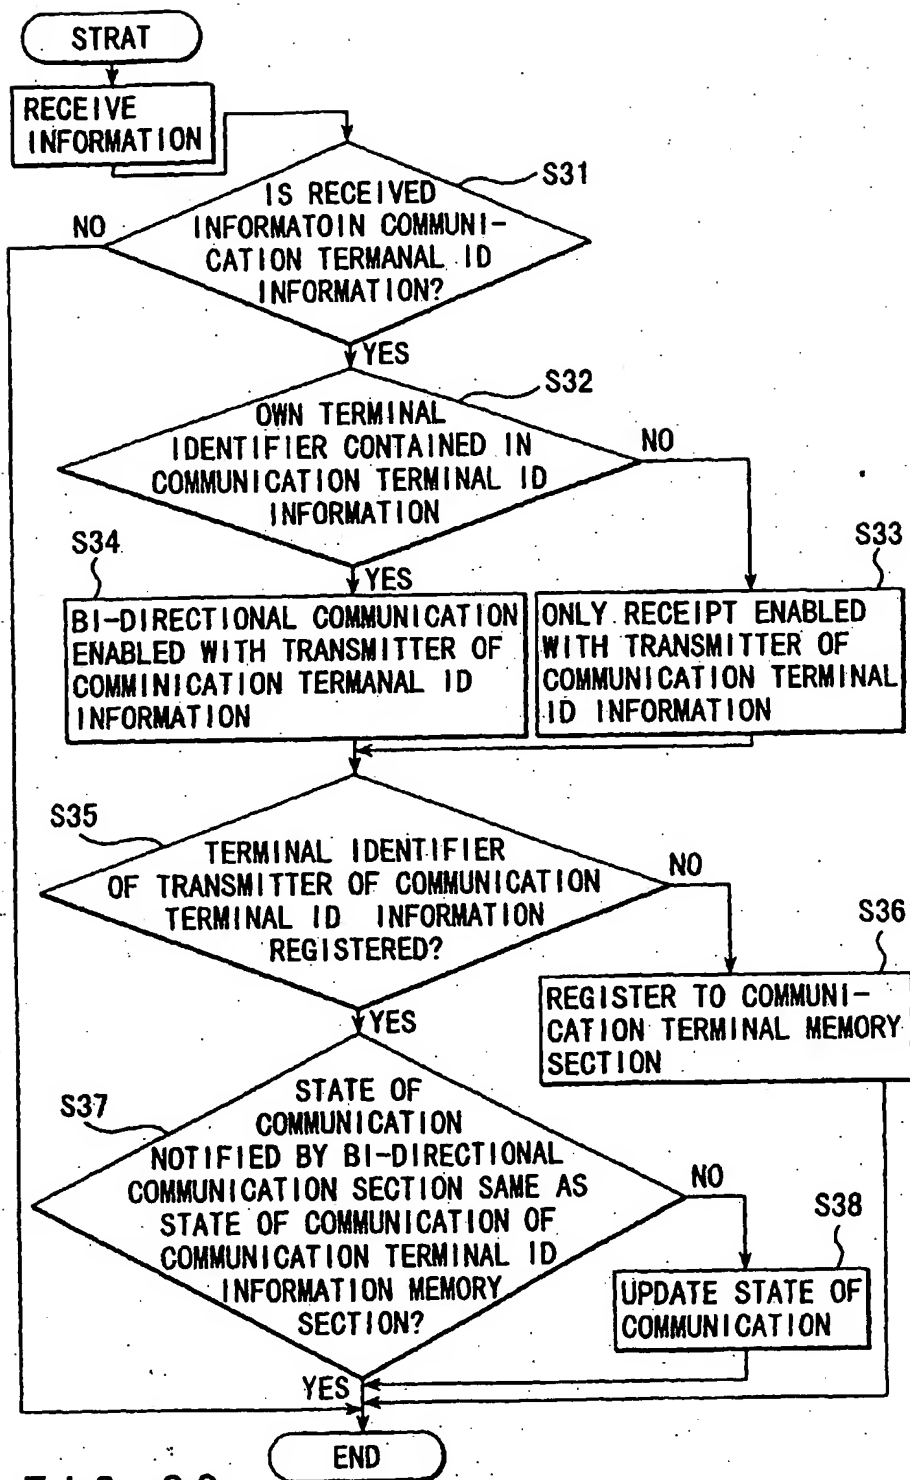 STRAT
RECEIVE
INFORMATION
S31
IS RECEIVED
INFORMATOIN COMMUNI-
CATION TERMANAL ID
INFORMATION?
NO
YES
S32
OWN TERMINAL
IDENTIFIER CONTAINED IN
COMMUNICATION TERMINAL ID
INFORMATION
NO
S34
YES
S33
BI-DIRECTIONAL COMMUNICATION
ENABLED WITH TRANSMITTER OF
COMMINICATION TERMANAL ID
INFORMATION
ONLY RECEIPT ENABLED
WITH TRANSMITTER OF
COMMUNICATION TERMINAL
ID INFORMATION
S35
TERMINAL IDENTIFIER
OF TRANSMITTER OF COMMUNICATION
TERMINAL ID INFORMATION
REGISTERED?
NO
S36
YES
REGISTER TO COMMUNI-
CATION TERMINAL MEMORY
SECTION
S37
STATE OF
COMMUNICATION
NOTIFIED BY BI-DIRECTIONAL
COMMUNICATION SECTION SAME AS
STATE OF COMMUNICATION OF
COMMUNICATION TERMINAL ID
INFORMATION MEMORY
SECTION?
NO
S38
UPDATE STATE OF
COMMUNICATION
YES
END